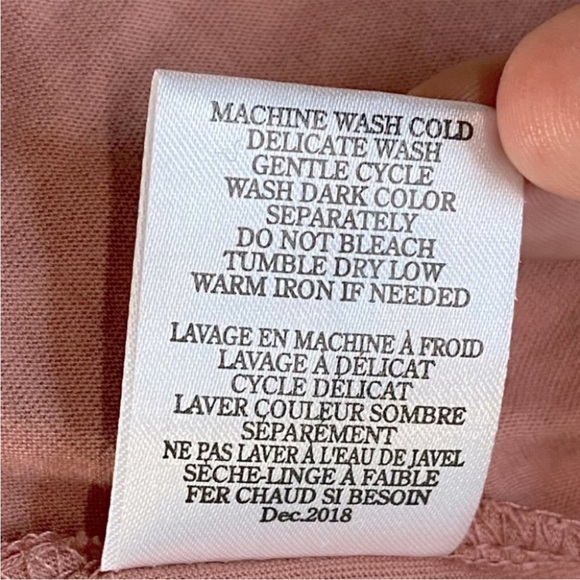 MACHINE WASH COLD
DELICATE WASH
GENTLE CYCLE
WASH DARK COLOR
SEPARATELY
DO NOT BLEACH
TUMBLE DRY LOW
WARM IRON IF NEEDED
LAVAGE EN MACHINE À FROID
LAVAGE À DÉLICAT
CYCLE DÉLICAT
LAVER COULEUR SOMBRE
SÉPARÉMENT
NE PAS LAVER À L'EAU DE JAVEL
SÈCHE-LINGE À FAIBLE
FER CHAUD SI BESOIN
Dec.2018